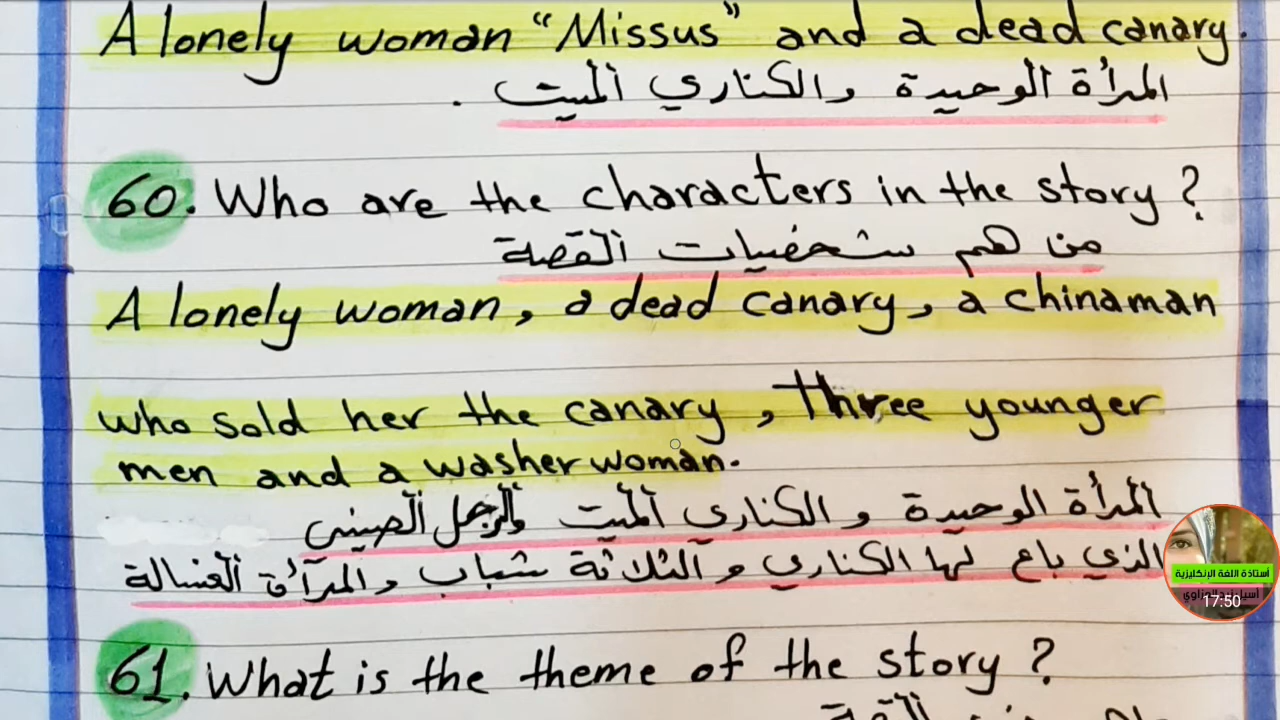 A lonely woman "Missus" and a dead canary.
المرأة الوحيدة والكناري الميت .
60. Who are the characters in the story ?
من هم شخصيات القصة
A lonely woman, a dead canary, a chinaman
who sold her the canary, three younger
men and a washer woman.
المرأة الوحيدة والكناري الميت والرجل الصيني
الذي باع لها الكناري والثلاثة شباب والمرأة الغسالة
أستاذة اللغة الإنكليزية
17:50
61. What is the theme of the story ?